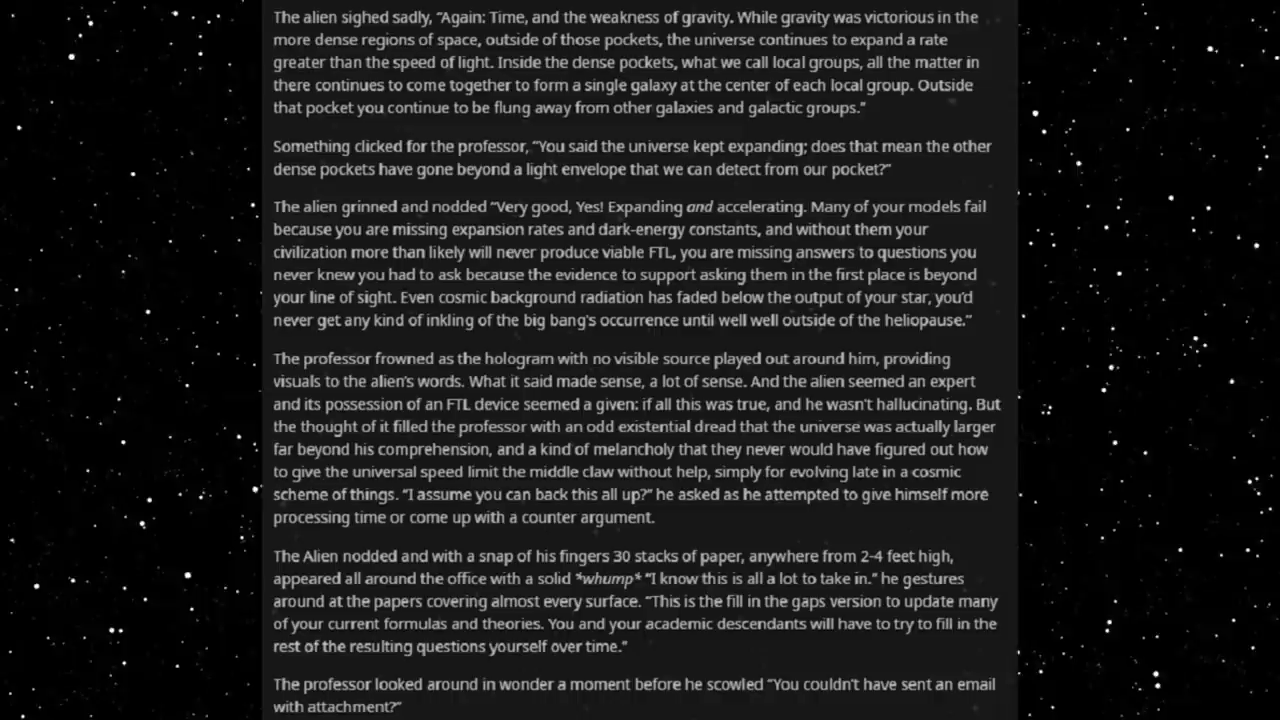 The alien sighed sadly, “Again: Time, and the weakness of gravity. While gravity was victorious in the
more dense regions of space, outside of those pockets, the universe continues to expand a rate
greater than the speed of light. Inside the dense pockets, what we call local groups, all the matter in
there continues to come together to form a single galaxy at the center of each local group. Outside
that pocket you continue to be flung away from other galaxies and galactic groups.”
Something clicked for the professor, “You said the universe kept expanding; does that mean the other
dense pockets have gone beyond a light envelope that we can detect from our pocket?”
The alien grinned and nodded “Very good, Yes! Expanding and accelerating. Many of your models fail
because you are missing expansion rates and dark-energy constants, and without them your
civilization more than likely will never produce viable FTL, you are missing answers to questions you
never knew you had to ask because the evidence to support asking them in the first place is beyond
your line of sight. Even cosmic background radiation has faded below the output of your star, you’d
never get any kind of inkling of the big bang's occurrence until well well outside of the heliopause.”
The professor frowned as the hologram with no visible source played out around him, providing
visuals to the alien’s words. What it said made sense, a lot of sense. And the alien seemed an expert
and its possession of an FTL device seemed a given: if all this was true, and he wasn’t hallucinating. But
the thought of it filled the professor with an odd existential dread that the universe was actually larger
far beyond his comprehension, and a kind of melancholy that they never would have figured out how
to give the universal speed limit the middle claw without help, simply for evolving late in a cosmic
scheme of things. “I assume you can back this all up?” he asked as he attempted to give himself more
processing time or come up with a counter argument.
The Alien nodded and with a snap of his fingers 30 stacks of paper, anywhere from 2-4 feet high,
appeared all around the office with a solid *whump* “I know this is all a lot to take in.” he gestures
around at the papers covering almost every surface. “This is the fill in the gaps version to update many
of your current formulas and theories. You and your academic descendants will have to try to fill in the
rest of the resulting questions yourself over time.”
The professor looked around in wonder a moment before he scowled “You couldn’t have sent an email
with attachment?”